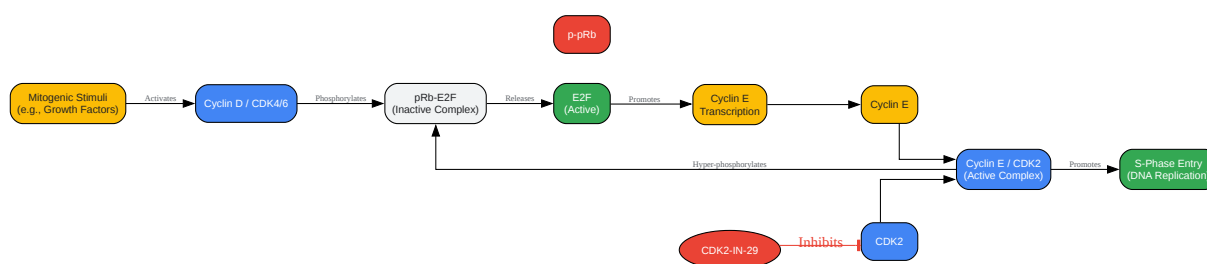 p-pRb
Mitogenic Stimuli
(e.g., Growth Factors)
Activates
Cyclin D / CDK4/6
Phosphorylates
pRb-E2F
(Inactive Complex)
Releases
E2F
(Active)
Promotes
Cyclin E
Transcription
Cyclin E
Hyper-phosphorylates
Cyclin E / CDK2
(Active Complex)
Promotes
S-Phase Entry
(DNA Replication
CDK2-IN-29
Inhibits
CDK2